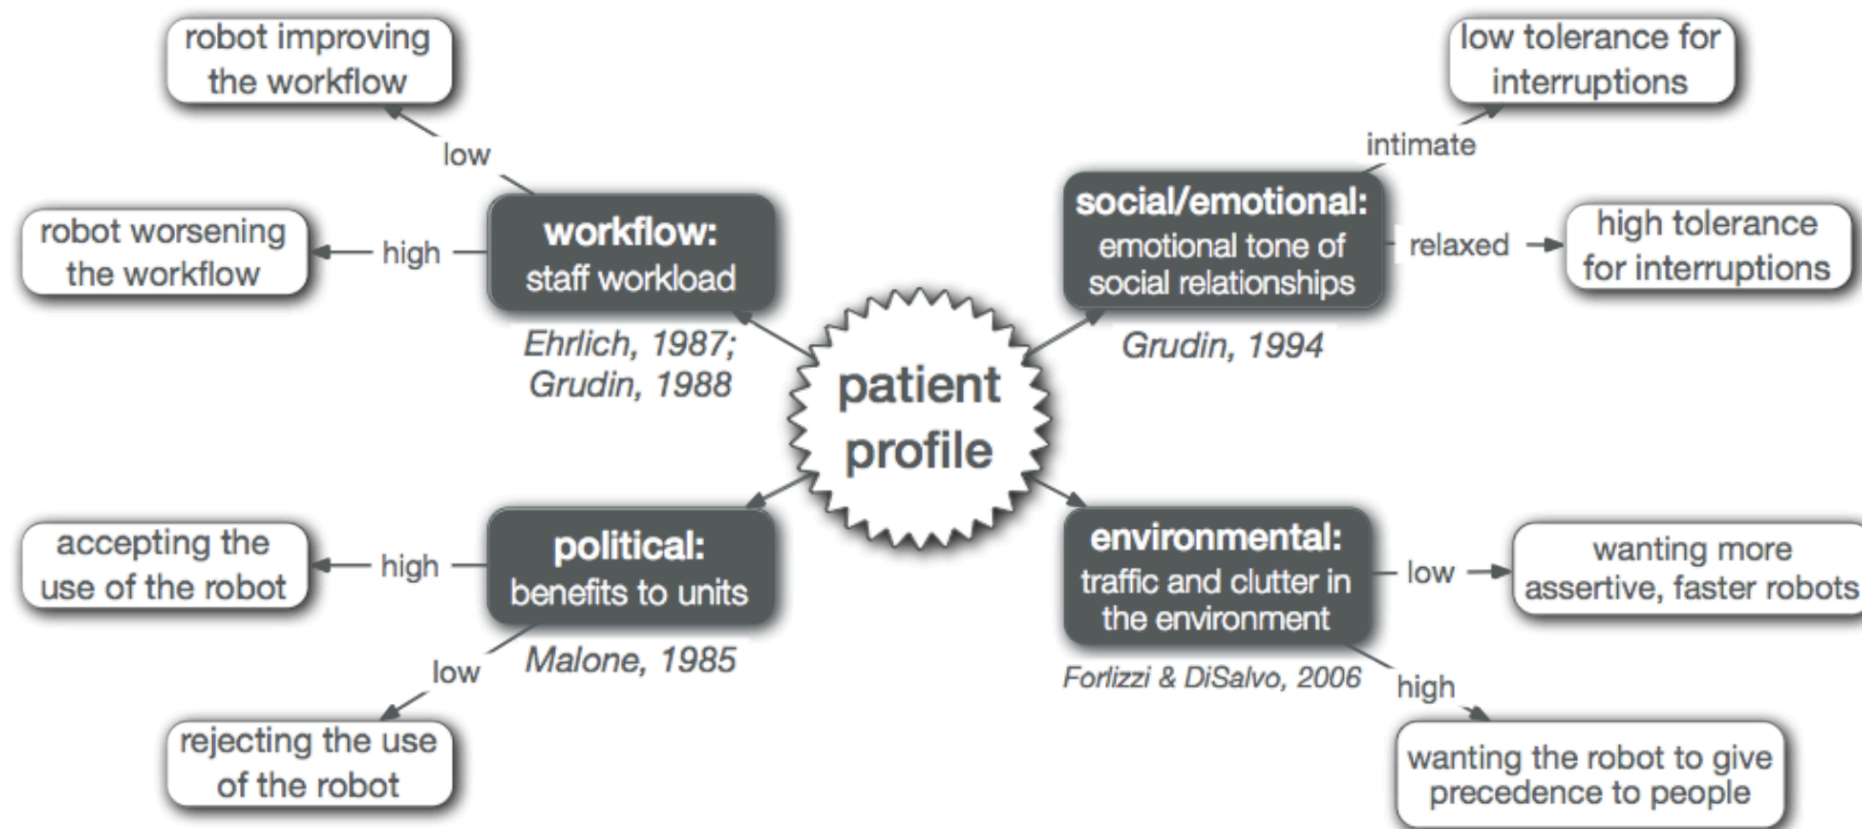 robot improving
the workflow
low
robot worsening
the workflow
high
workflow:
staff workload
Ehrlich, 1987;
Grudin, 1988
low tolerance for
interruptions
intimate
social/emotional:
emotional tone of
social relationships
relaxed
high tolerance
for interruptions
Grudin, 1994
patient
profile
accepting the
use of the robot
high
political:
benefits to units
Malone, 1985
low
rejecting the use
of the robot
environmental:
traffic and clutter in
the environment
Forlizzi & DiSalvo, 2006
low
wanting more
assertive, faster robots
high
wanting the robot to give
precedence to people